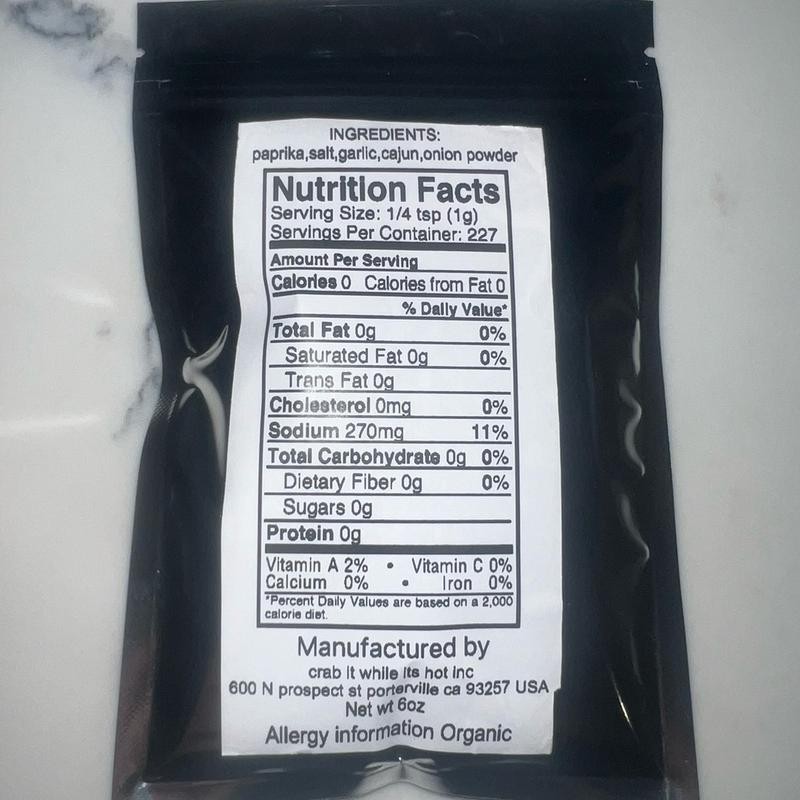 INGREDIENTS:
paprika,salt,garlic,cajun,onion powder
Nutrition Facts
Serving Size: 1/4 tsp (1g)
Servings Per Container: 227
Amount Per Serving
Calories 0 Calories from Fat 0
% Daily Value*
Total Fat 0g 0%
Saturated Fat 0g 0%
Trans Fat 0g
Cholesterol 0mg 0%
Sodium 270mg 11%
Total Carbohydrate 0g 0%
Dietary Fiber 0g 0%
Sugars 0g
Protein 0g
Vitamin A 2% • Vitamin C 0%
Calcium 0% • Iron 0%
*Percent Daily Values are based on a 2,000
calorie diet.
Manufactured by
crab it while its hot inc
600 N prospect st porterville ca 93257 USA
Net wt 6oz
Allergy information Organic